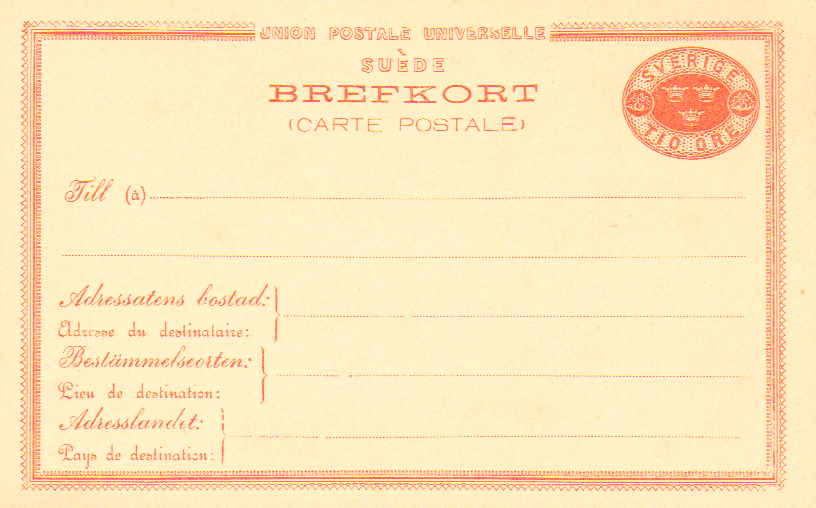 UNION POSTALE UNIVERSELLE
SUÈDE
BREFKORT
(CARTE POSTALE)
SVERIGE
TIO ÖRE
Till (à)
Adressatens bostad:
Adresse du destinataire:
Bestämmelseorten:
Lieu de destination:
Adresslandet:
Pays de destination: